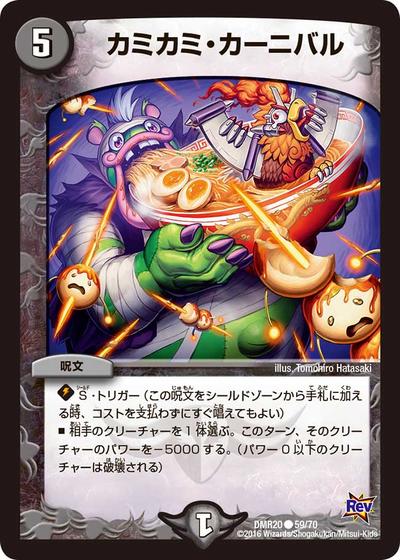 5
カミカミ・カーニバル
呪文
illus. Tomohiro Hatasaki
S・トリガー(この呪文をシールドゾーンから手札に加
える時、コストを支払わずにすぐ唱えてもよい)
■ 相手のクリーチャーを1体選ぶ。このターン、そのクリー
チャーのパワーを−5000する。(パワー0以下のクリー
チャーは破壊される)
Rev
DMR20 ● 59/70
©2016 Wizards/Shogakukan/Mitsui-Kids